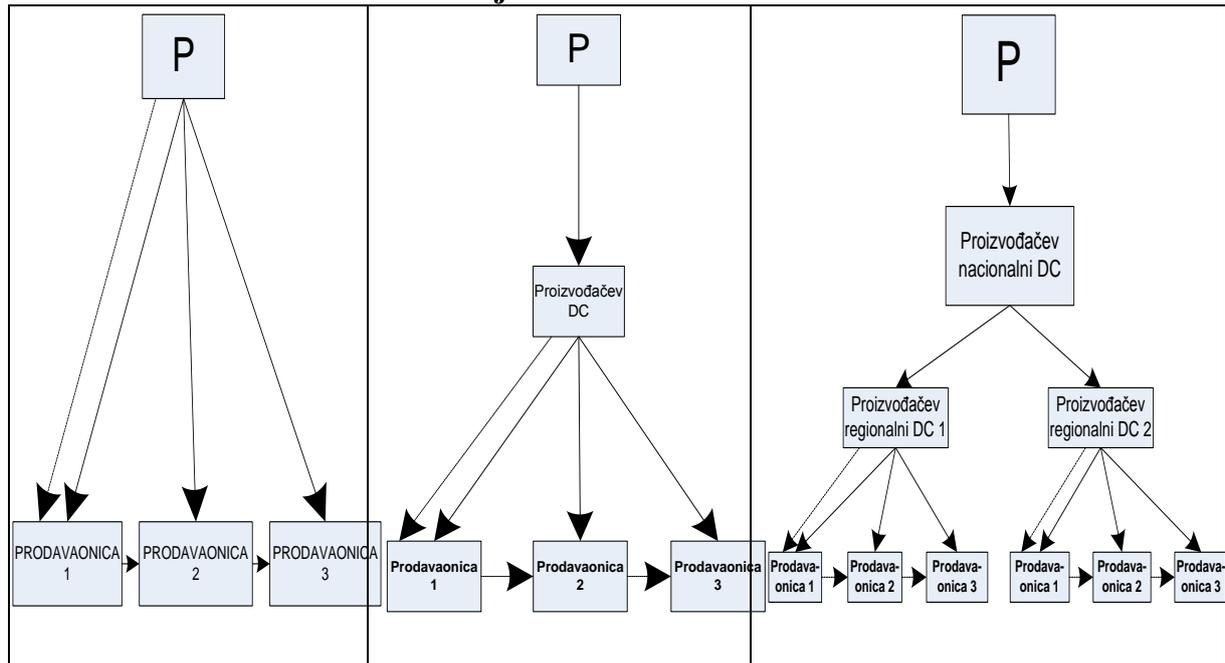 P
PRODAVAONICA
1
PRODAVAONICA
2
PRODAVAONICA
3
P
Proizvođačev
DC
Prodavaonica
1
Prodavaonica
2
Prodavaonica
3
P
Proizvođačev
nacionalni DC
Proizvođačev
regionalni DC 1
Proizvođačev
regionalni DC 2
Prodava-
onica 1
Prodava-
onica 2
Prodava-
onica 3
Prodava-
onica 1
Prodava-
onica 2
Prodava-
onica 3